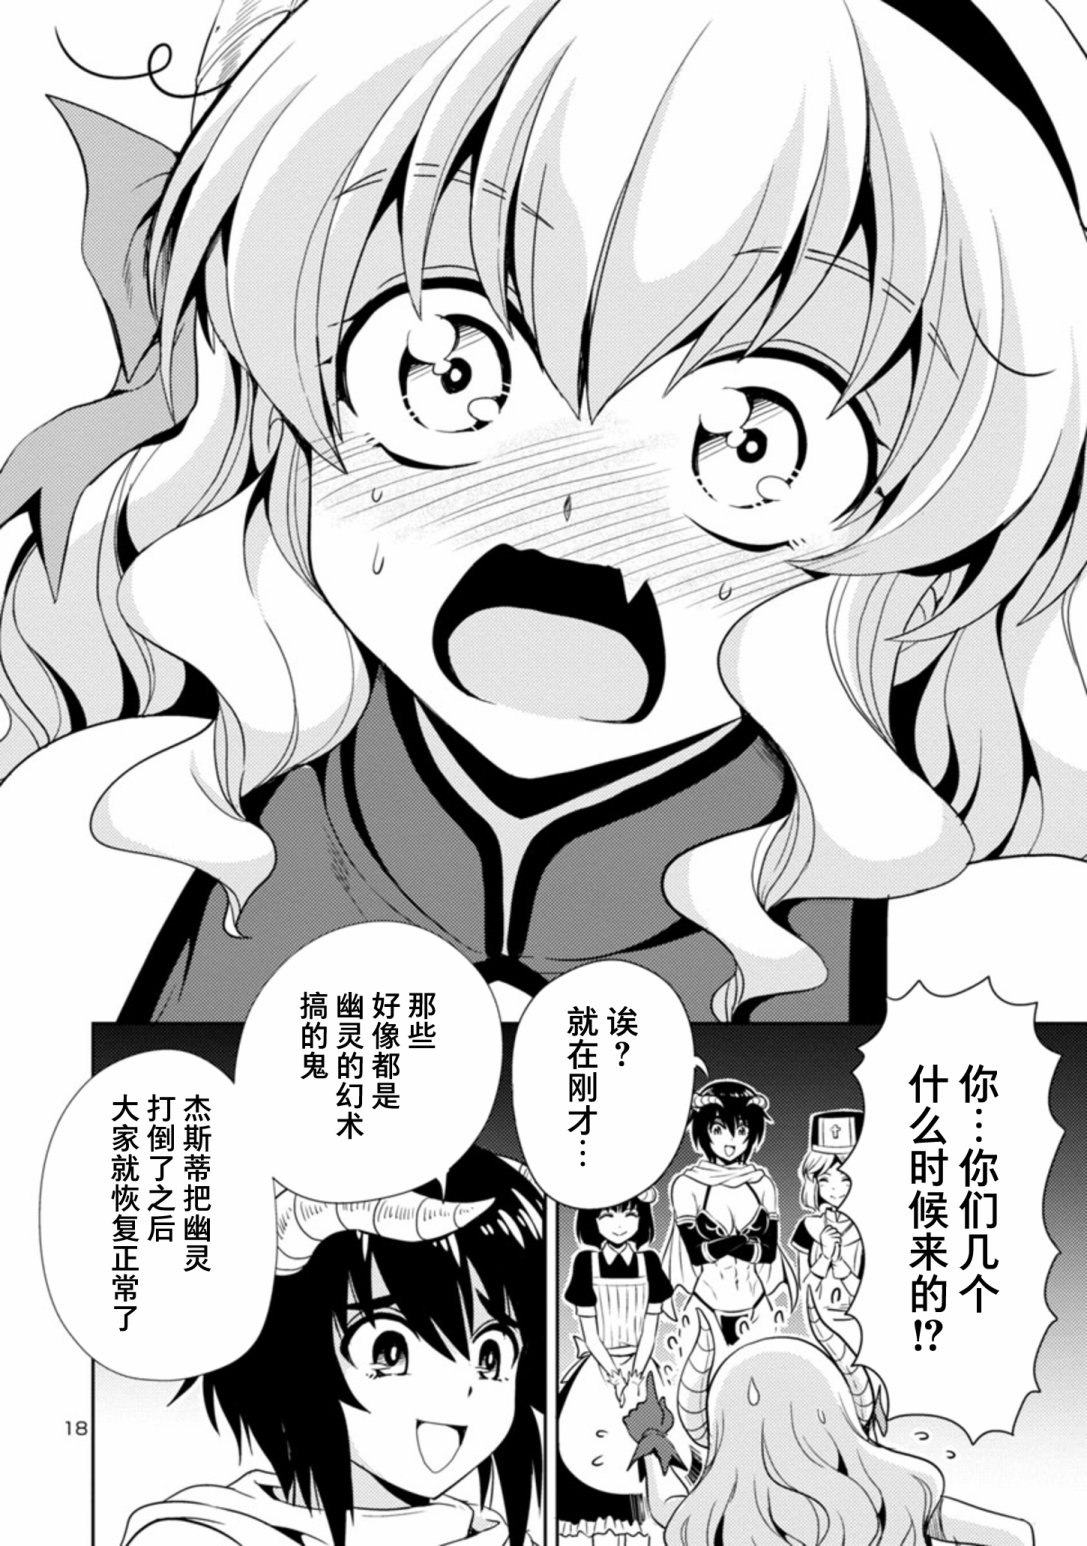 你…你们几个
什么时候来的!?
诶?
就在刚才…
那些
好像都是
幽灵的幻术
搞的鬼
杰斯蒂把幽灵
打倒了之后
大家就恢复正常了
18